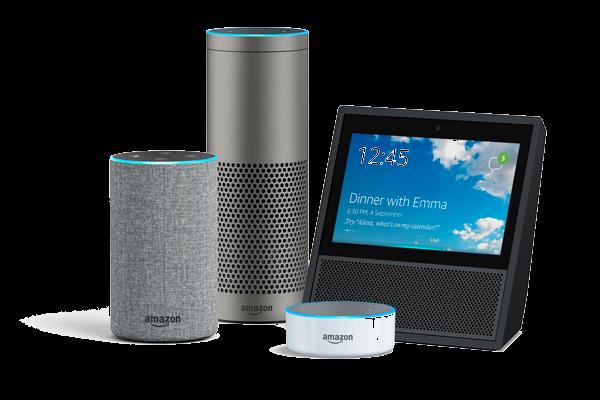 12:45
3
Dinner with Emma
6:30 PM, 4 September
Try "Alexa, what's on my calendar?"
amazon
amazon
amazon